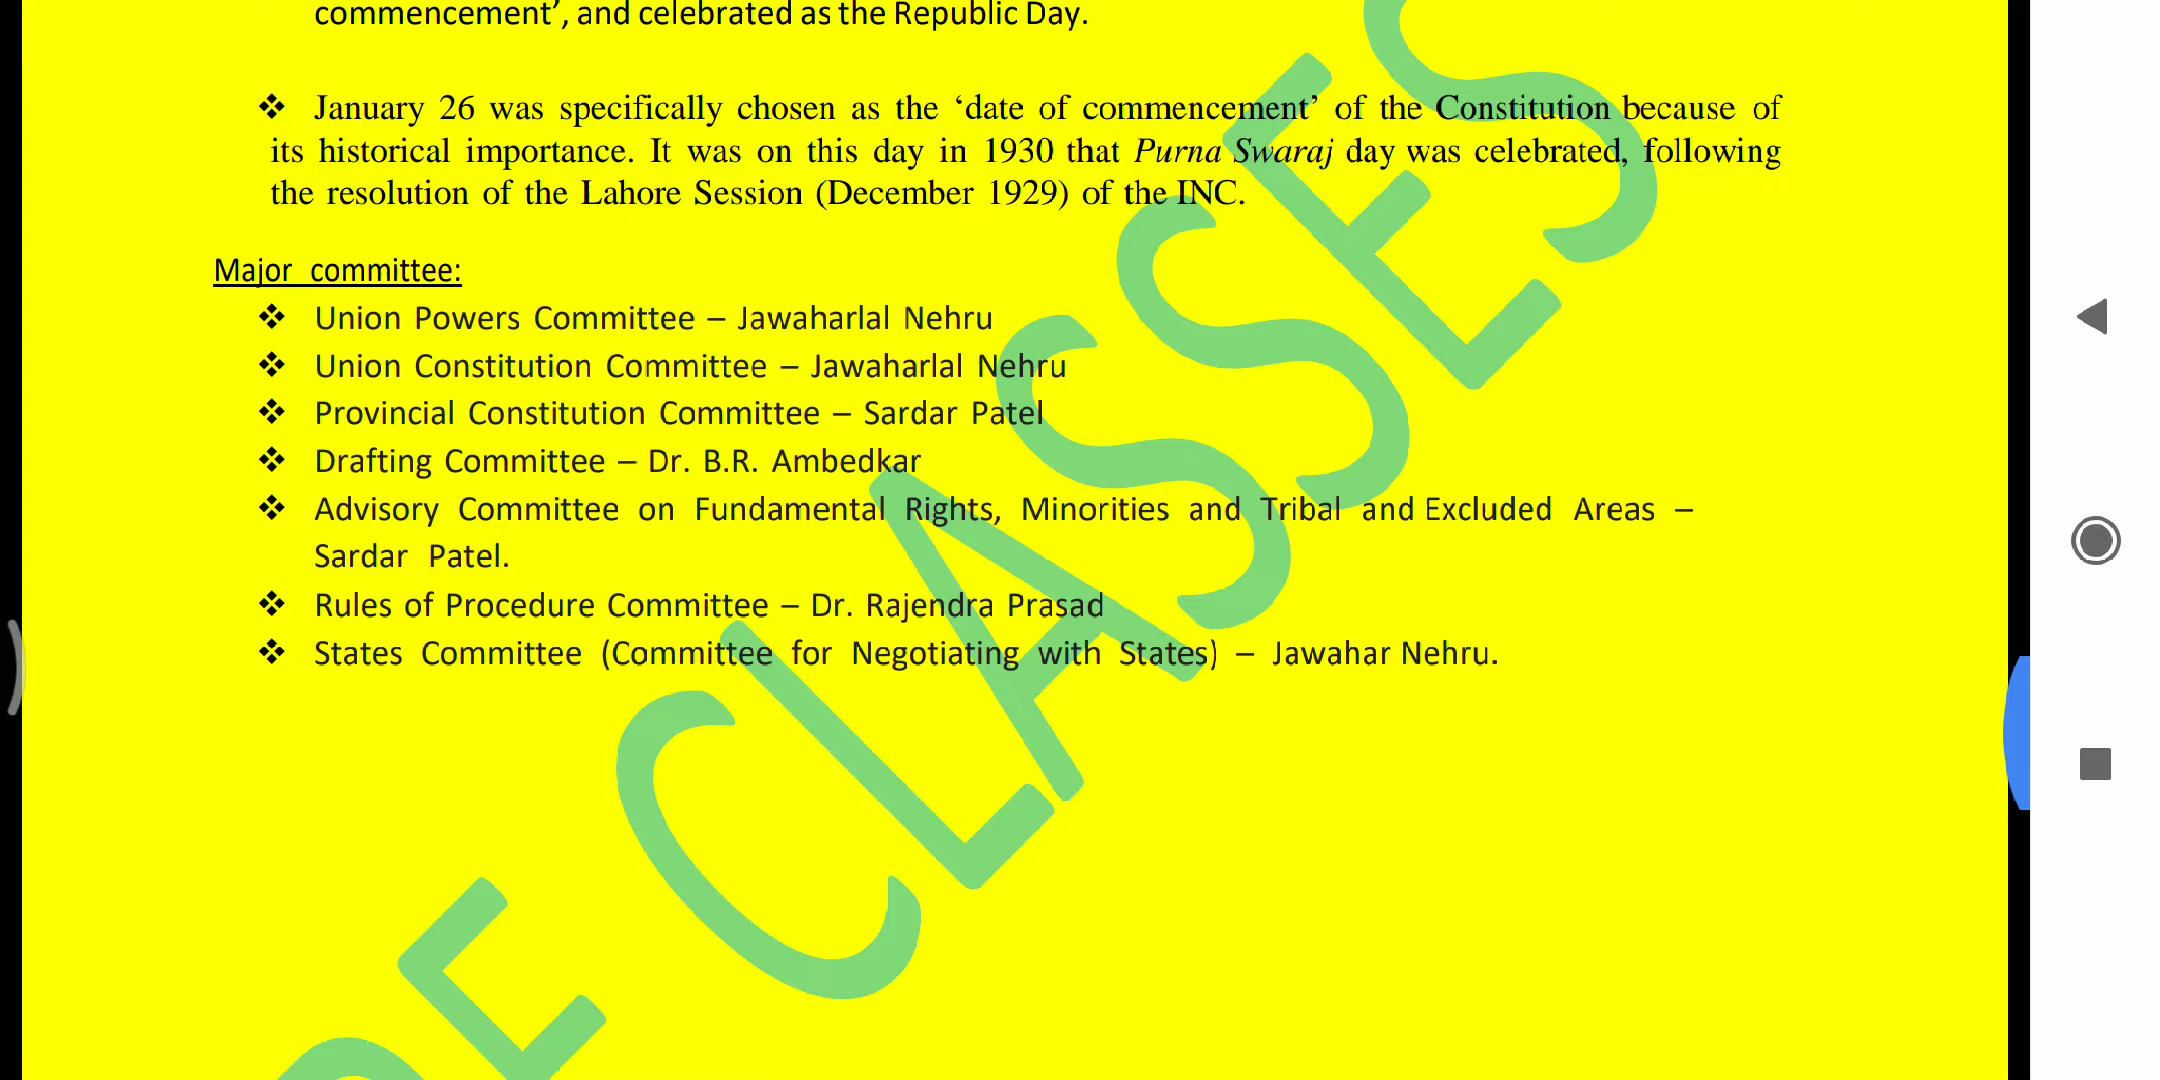 commencement’, and celebrated as the Republic Day.
❖ January 26 was specifically chosen as the ‘date of commencement’ of the Constitution because of
its historical importance. It was on this day in 1930 that Purna Swaraj day was celebrated, following
the resolution of the Lahore Session (December 1929) of the INC.
Major committee:
❖ Union Powers Committee – Jawaharlal Nehru
❖ Union Constitution Committee – Jawaharlal Nehru
❖ Provincial Constitution Committee – Sardar Patel
❖ Drafting Committee – Dr. B.R. Ambedkar
❖ Advisory Committee on Fundamental Rights, Minorities and Tribal and Excluded Areas –
Sardar Patel.
❖ Rules of Procedure Committee – Dr. Rajendra Prasad
❖ States Committee (Committee for Negotiating with States) – Jawahar Nehru.
CLASSES